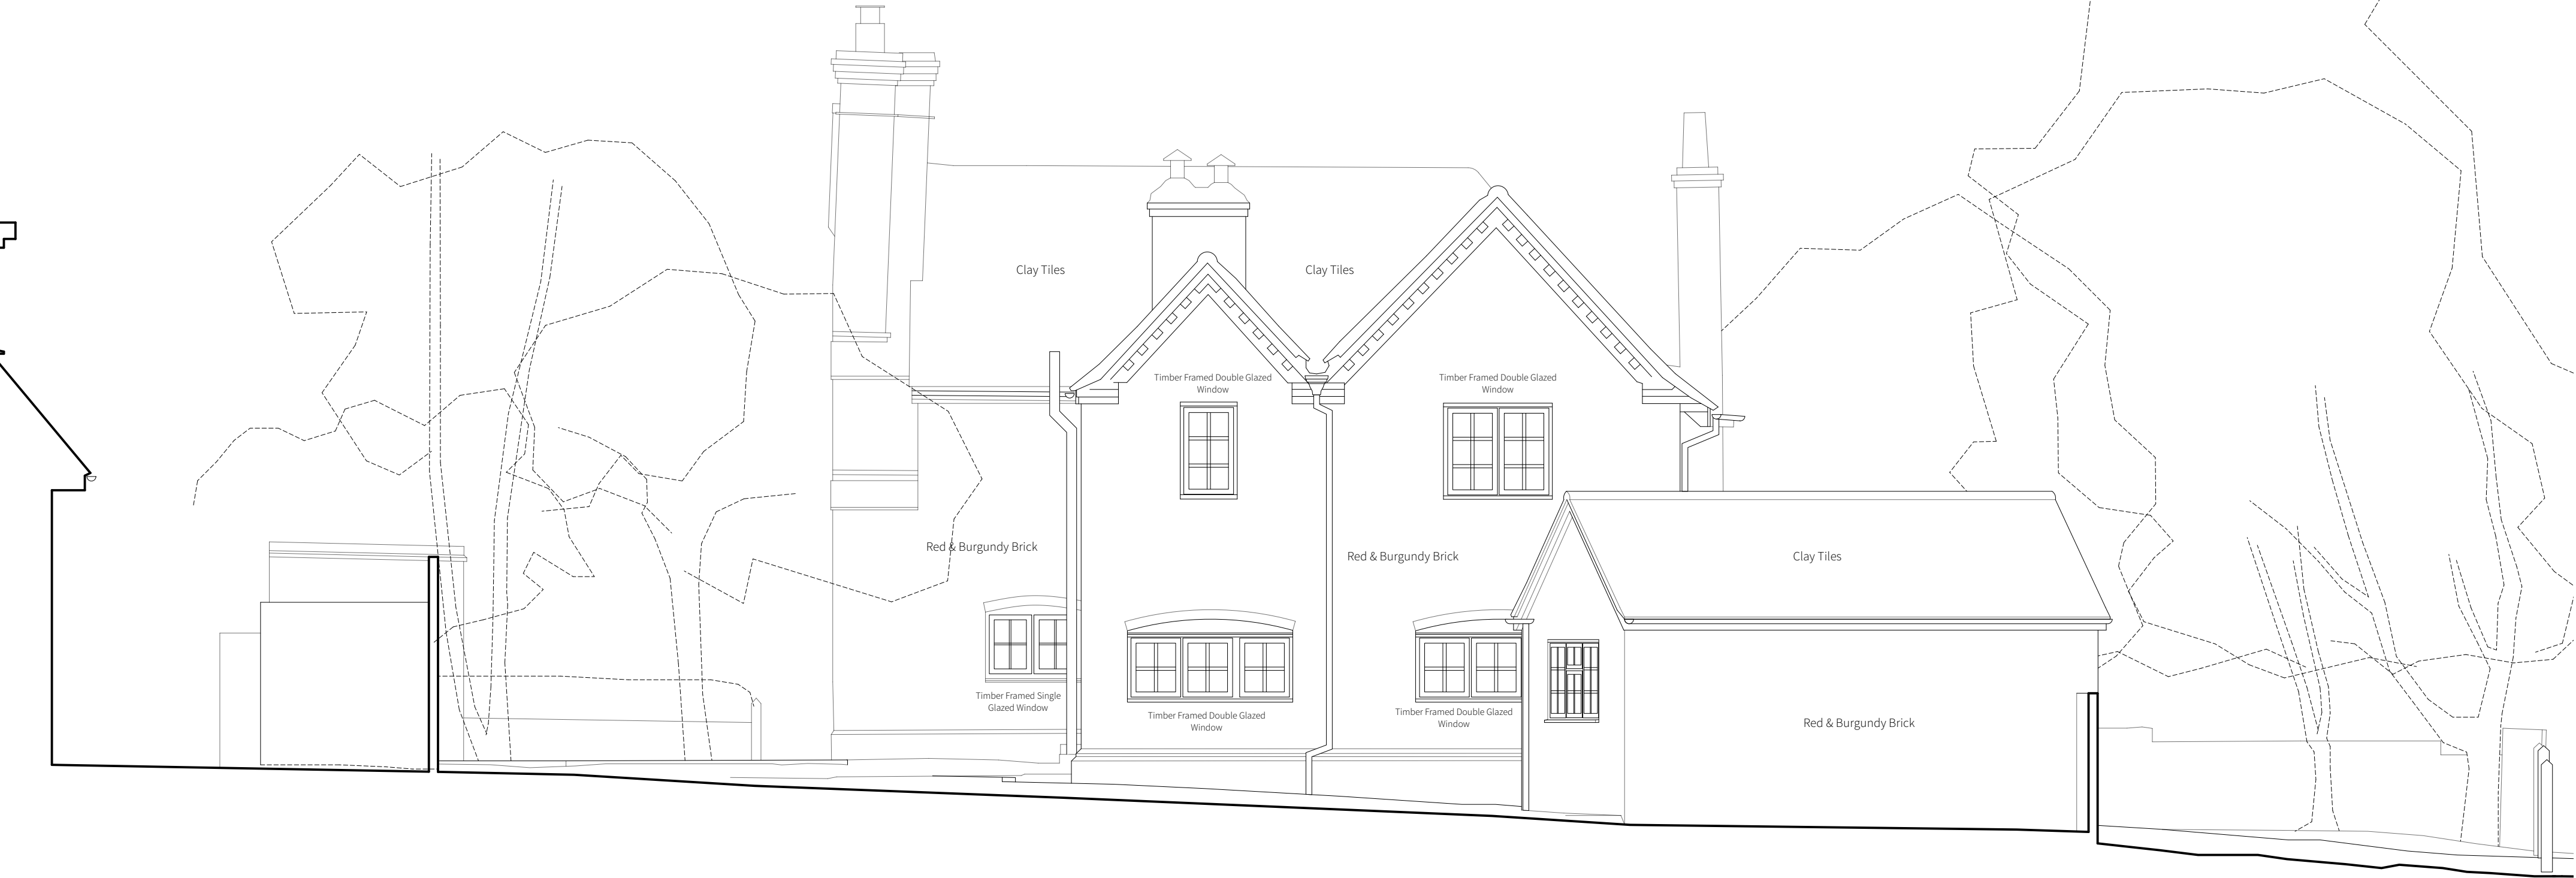 Clay Tiles
Clay Tiles
Timber Framed Double Glazed
Window
Timber Framed Double Glazed
Window
Red & Burgundy Brick
Red & Burgundy Brick
Clay Tiles
Timber Framed Single
Glazed Window
Timber Framed Double Glazed
Window
Timber Framed Double Glazed
Window
Red & Burgundy Brick